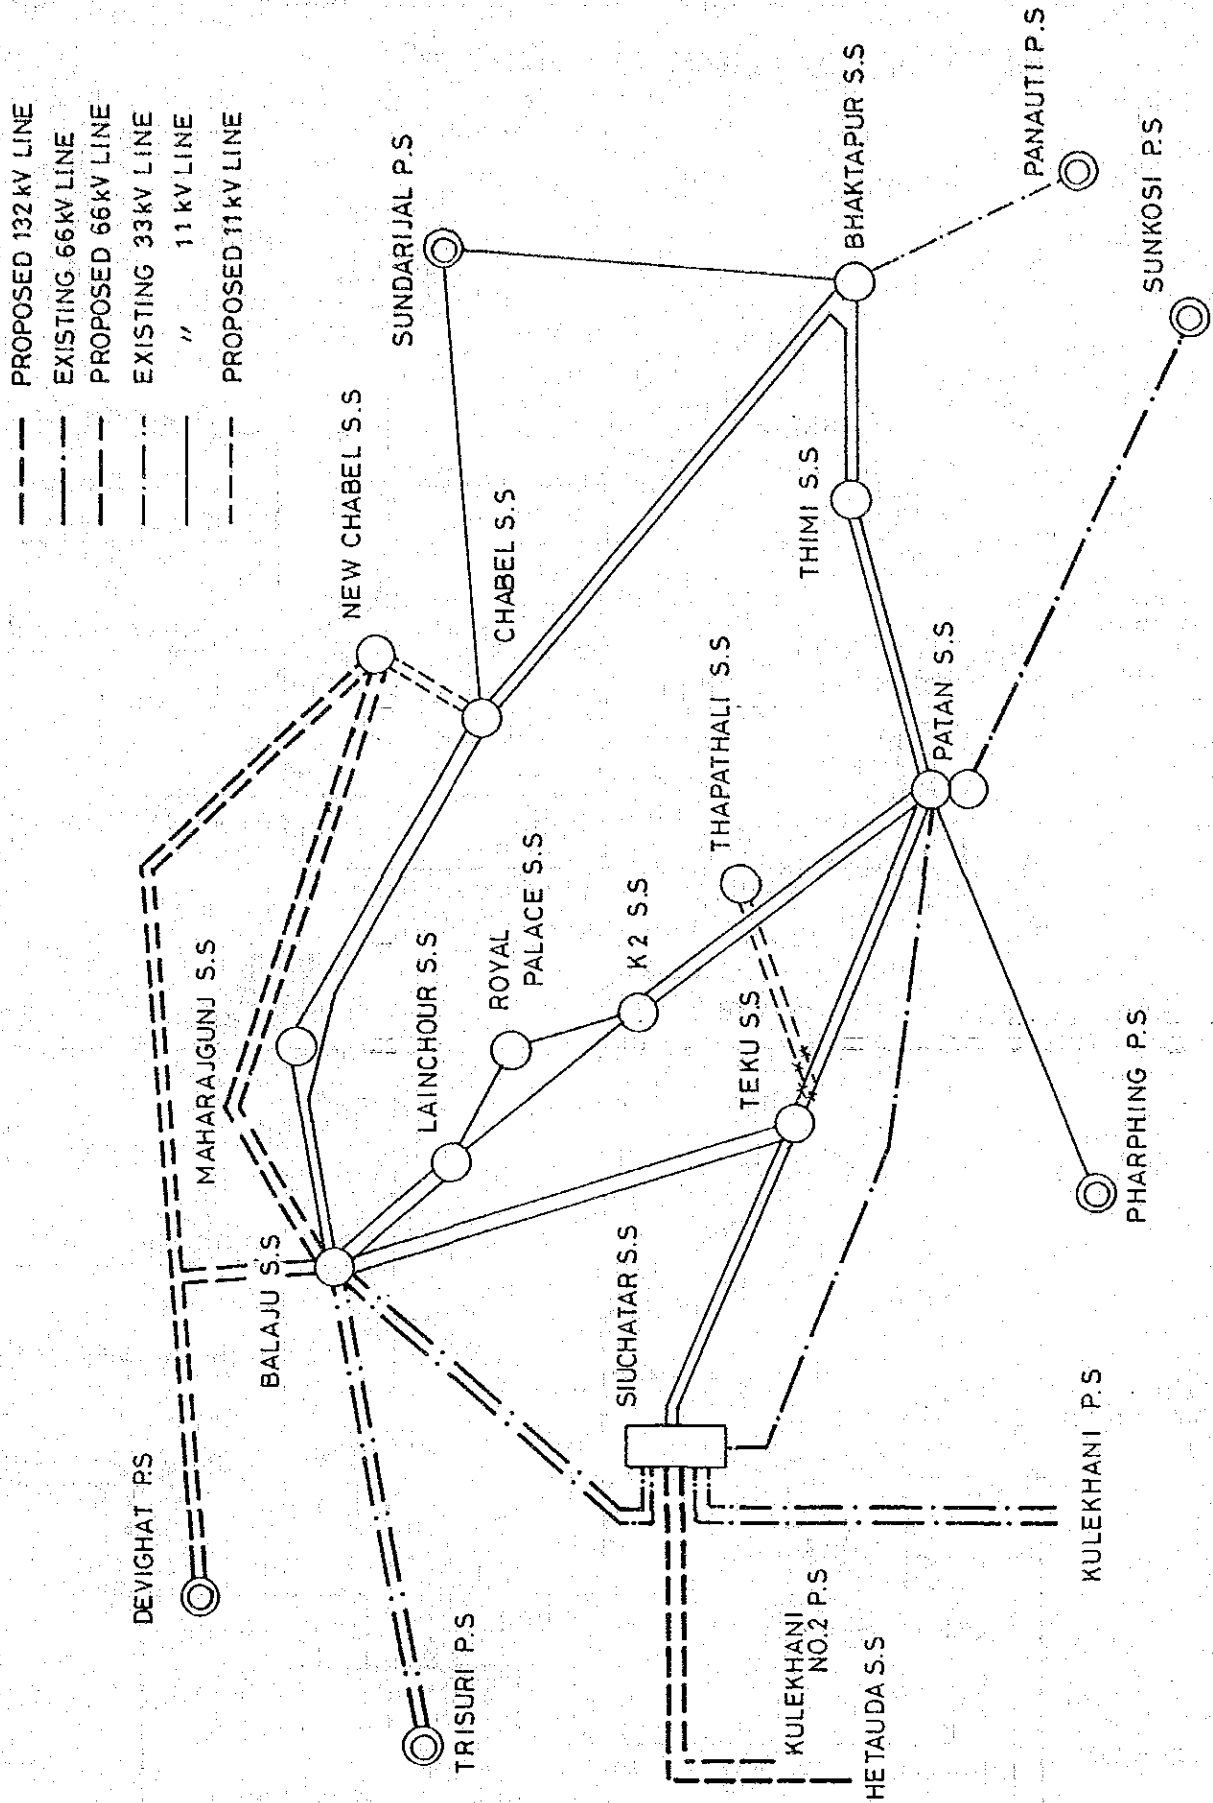 PROPOSED 132 kV LINE
EXISTING 66 kV LINE
PROPOSED 66 kV LINE
EXISTING 33 kV LINE
〃 11 kV LINE
PROPOSED 11 kV LINE
DEVIGHAT P.S
TRISURI P.S
BALAJU S.S
MAHARAJGUNJ S.S
NEW CHABEL S.S
SUNDARIJAL P.S
CHABEL S.S
LAINCHOUR S.S
ROYAL
PALACE S.S
K 2 S.S
THAPATHALI S.S
TEKU S.S
SIUCHATAR S.S
THIMI S.S
BHAKTAPUR S.S
PANAUTI P.S
SUNKOSI P.S
PATAN S.S
PHARPHING P.S
KULEKHANI P.S
KULEKHANI
NO.2 P.S
HETAUDA S.S